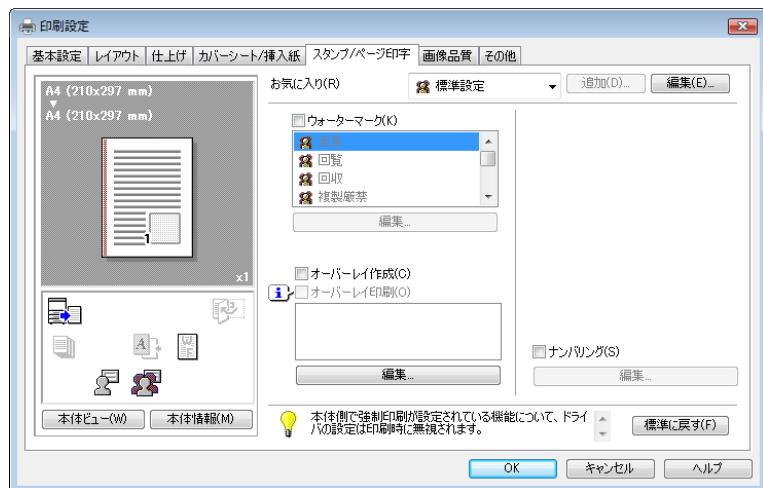 印刷設定
基本設定 レイアウト 仕上げ カバーシート/挿入紙 スタンプ/ページ印字 画像品質 その他
A4 (210x297 mm)
A4 (210x297 mm)
1
x1
本体ビュー(W) 本体情報(M)
お気に入り(R) 標準設定 追加(D)... 編集(E)...
ウォーターマーク(K)
回覧
回収
複製厳禁
編集...
オーバーレイ作成(C)
オーバーレイ印刷(O)
編集...
ナンバリング(S)
編集...
本体側で強制印刷が設定されている機能について、ドライ
バの設定は印刷時に無視されます。
標準に戻す(F)
OK キャンセル ヘルプ